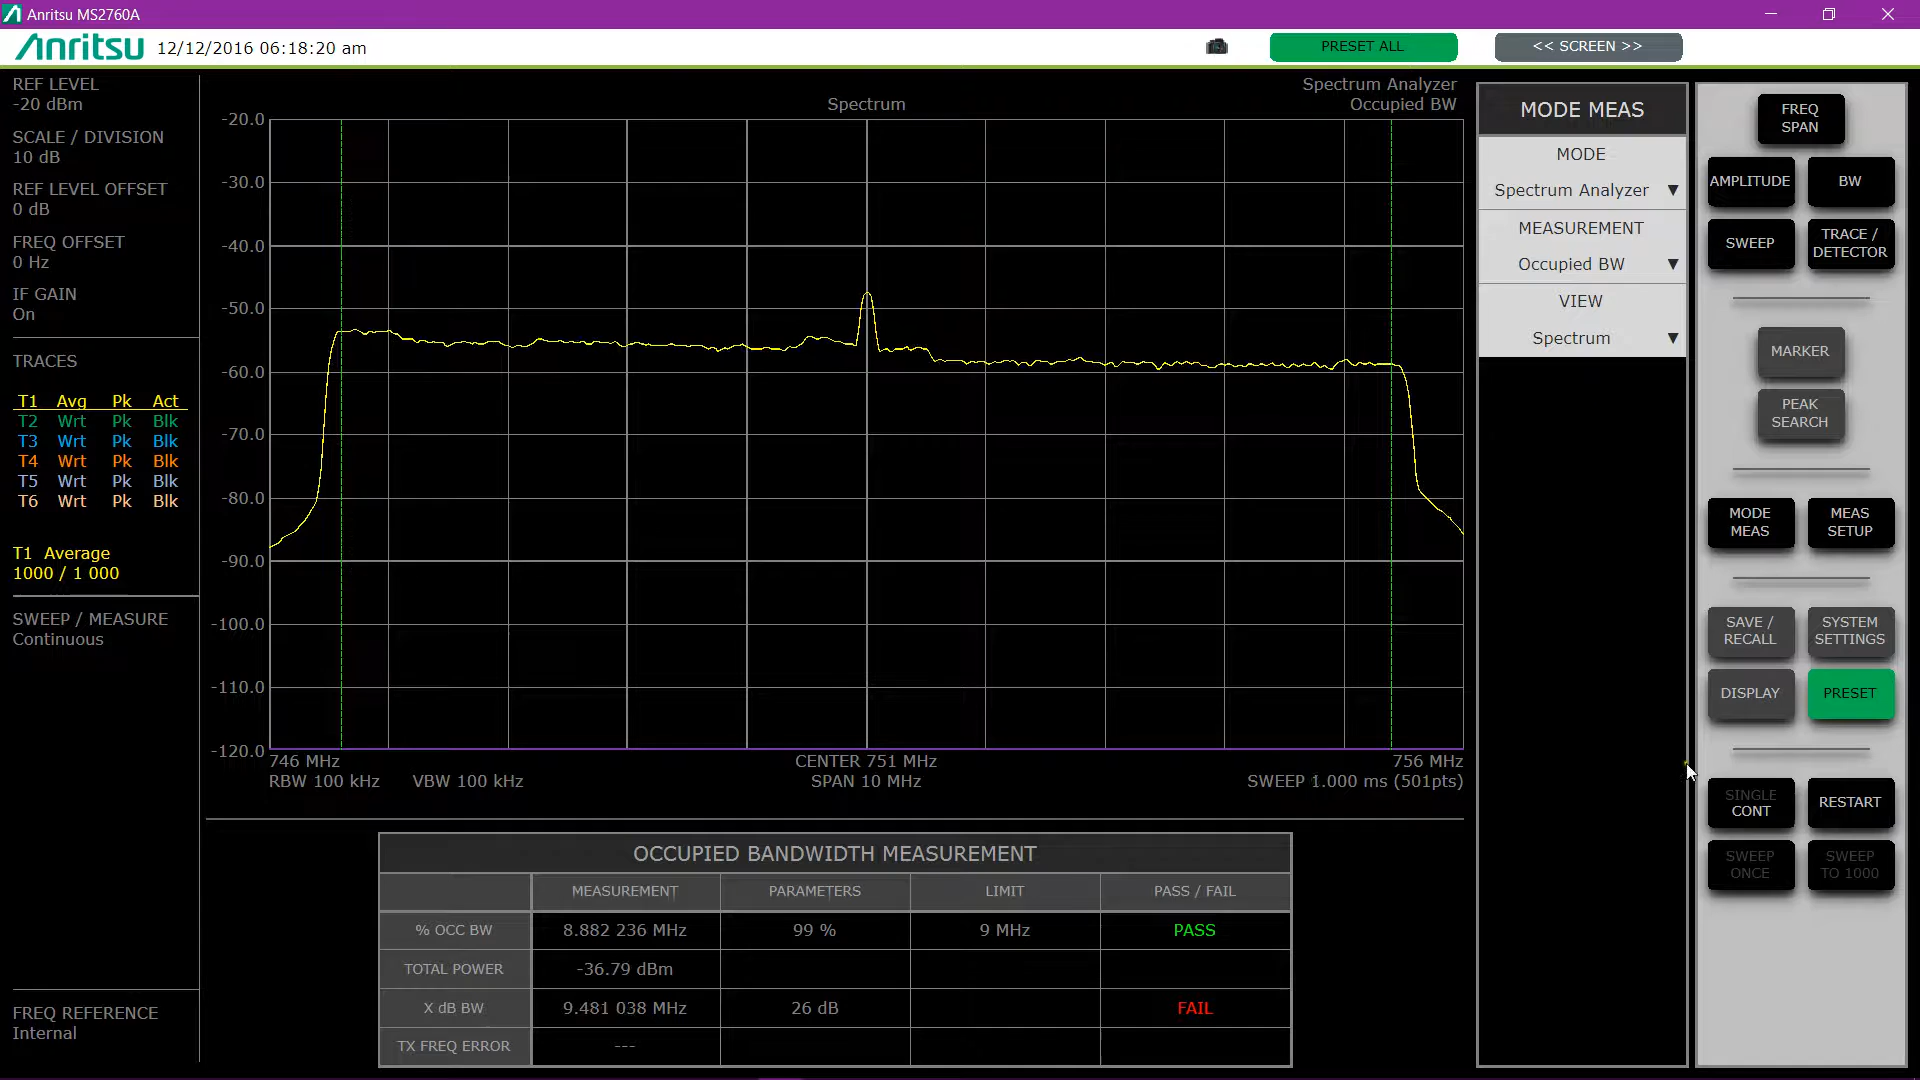 Anritsu MS2760A
Anritsu 12/12/2016 06:18:20 am
PRESET ALL
<< SCREEN >>
REF LEVEL
-20 dBm
SCALE / DIVISION
10 dB
REF LEVEL OFFSET
0 dB
FREQ OFFSET
0 Hz
IF GAIN
On
TRACES
T1 Avg Pk Act
T2 Wrt Pk Blk
T3 Wrt Pk Blk
T4 Wrt Pk Blk
T5 Wrt Pk Blk
T6 Wrt Pk Blk
T1 Average
1000 / 1 000
SWEEP / MEASURE
Continuous
FREQ REFERENCE
Internal
Spectrum
Spectrum Analyzer
Occupied BW
-20.0
-30.0
-40.0
-50.0
-60.0
-70.0
-80.0
-90.0
-100.0
-110.0
-120.0
746 MHz CENTER 751 MHz 756 MHz
RBW 100 kHz VBW 100 kHz SPAN 10 MHz SWEEP 1.000 ms (501pts)
OCCUPIED BANDWIDTH MEASUREMENT
MEASUREMENT PARAMETERS LIMIT PASS / FAIL
% OCC BW 8.882 236 MHz 99 % 9 MHz PASS
TOTAL POWER -36.79 dBm
X dB BW 9.481 038 MHz 26 dB FAIL
TX FREQ ERROR ---
MODE MEAS
MODE
Spectrum Analyzer
MEASUREMENT
Occupied BW
VIEW
Spectrum
FREQ
SPAN
AMPLITUDE
BW
SWEEP
TRACE /
DETECTOR
MARKER
PEAK
SEARCH
MODE
MEAS
MEAS
SETUP
SAVE /
RECALL
SYSTEM
SETTINGS
DISPLAY
PRESET
SINGLE
CONT
RESTART
SWEEP
ONCE
SWEEP
TO 1000